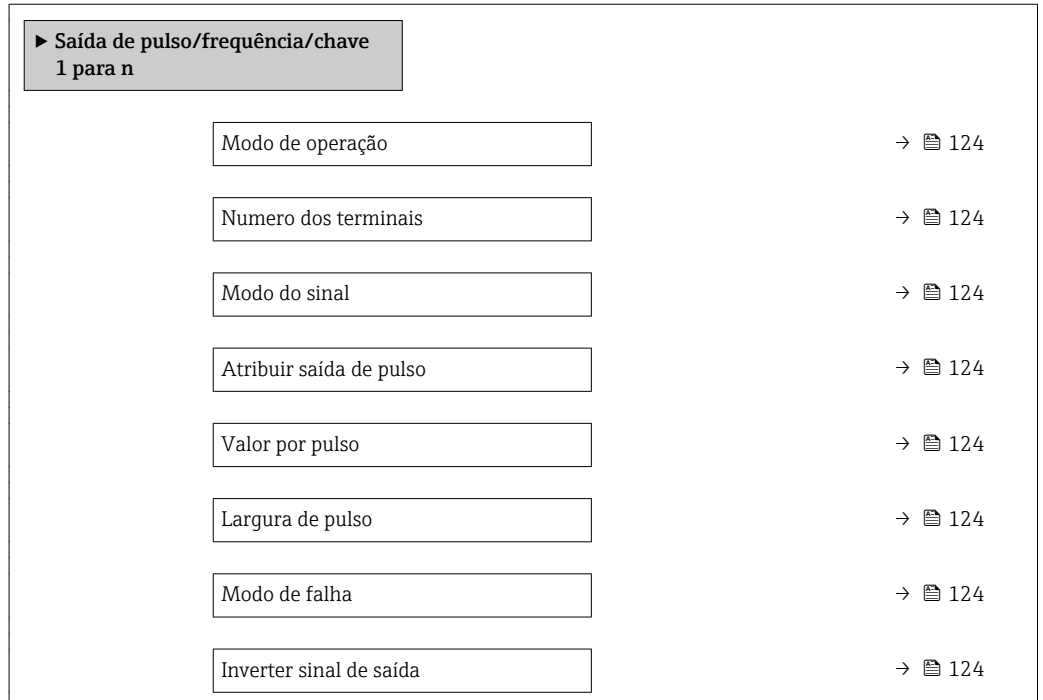 ▶ Saída de pulso/frequência/chave
1 para n
Modo de operação → 124
Numero dos terminais → 124
Modo do sinal → 124
Atribuir saída de pulso → 124
Valor por pulso → 124
Largura de pulso → 124
Modo de falha → 124
Inverter sinal de saída → 124